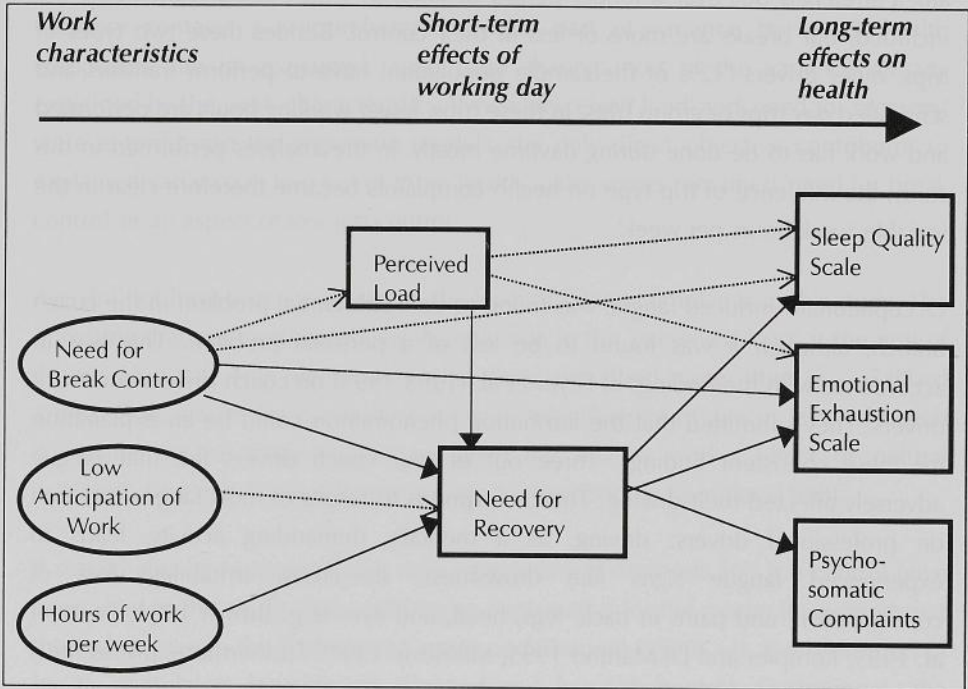 Work
characteristics
Short-term
effects of
working day
Long-term
effects on
health
Perceived
Load
Sleep Quality
Scale
Need for
Break Control
Emotional
Exhaustion
Scale
Low
Anticipation of
Work
Need for
Recovery
Hours of work
per week
Psycho-
somatic
Complaints